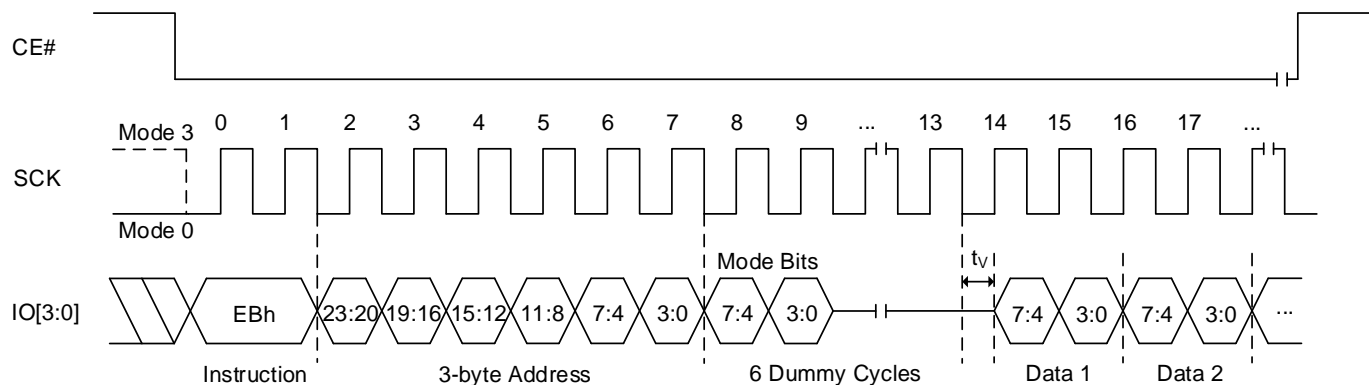 CE#
0 1 2 3 4 5 6 7 8 9 ... 13 14 15 16 17 ...
Mode 3
SCK
Mode 0
Mode Bits
tV
IO[3:0] EBh 23:20 19:16 15:12 11:8 7:4 3:0 7:4 3:0 7:4 3:0 7:4 3:0 ...
Instruction 3-byte Address 6 Dummy Cycles Data 1 Data 2